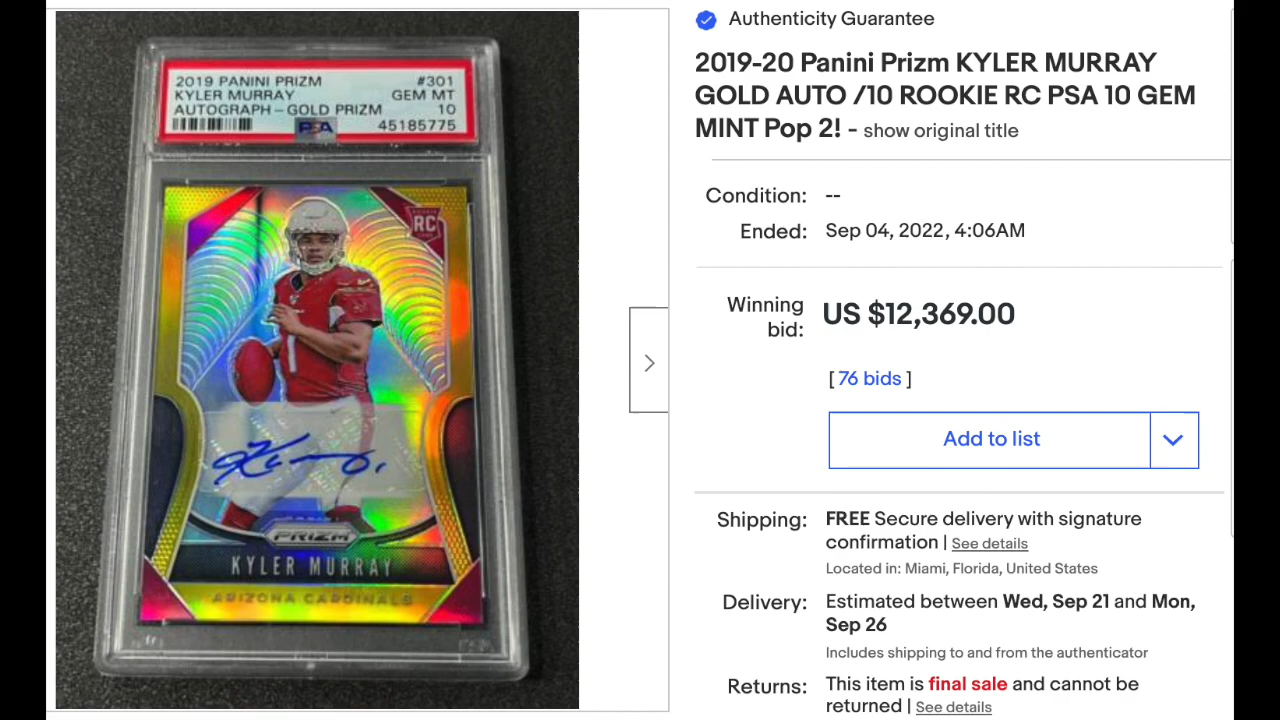 2019 PANINI PRIZM #301
KYLER MURRAY GEM MT
AUTOGRAPH - GOLD PRIZM 10
PSA 45185775
ROOKIE
RC
1
PRIZM
KYLER MURRAY
ARIZONA CARDINALS
Authenticity Guarantee
2019-20 Panini Prizm KYLER MURRAY
GOLD AUTO /10 ROOKIE RC PSA 10 GEM
MINT Pop 2! - show original title
Condition: --
Ended: Sep 04, 2022, 4:06AM
Winning bid: US $12,369.00
[ 76 bids ]
Add to list
Shipping: FREE Secure delivery with signature
confirmation | See details
Located in: Miami, Florida, United States
Delivery: Estimated between Wed, Sep 21 and Mon,
Sep 26
Includes shipping to and from the authenticator
Returns: This item is final sale and cannot be
returned | See details